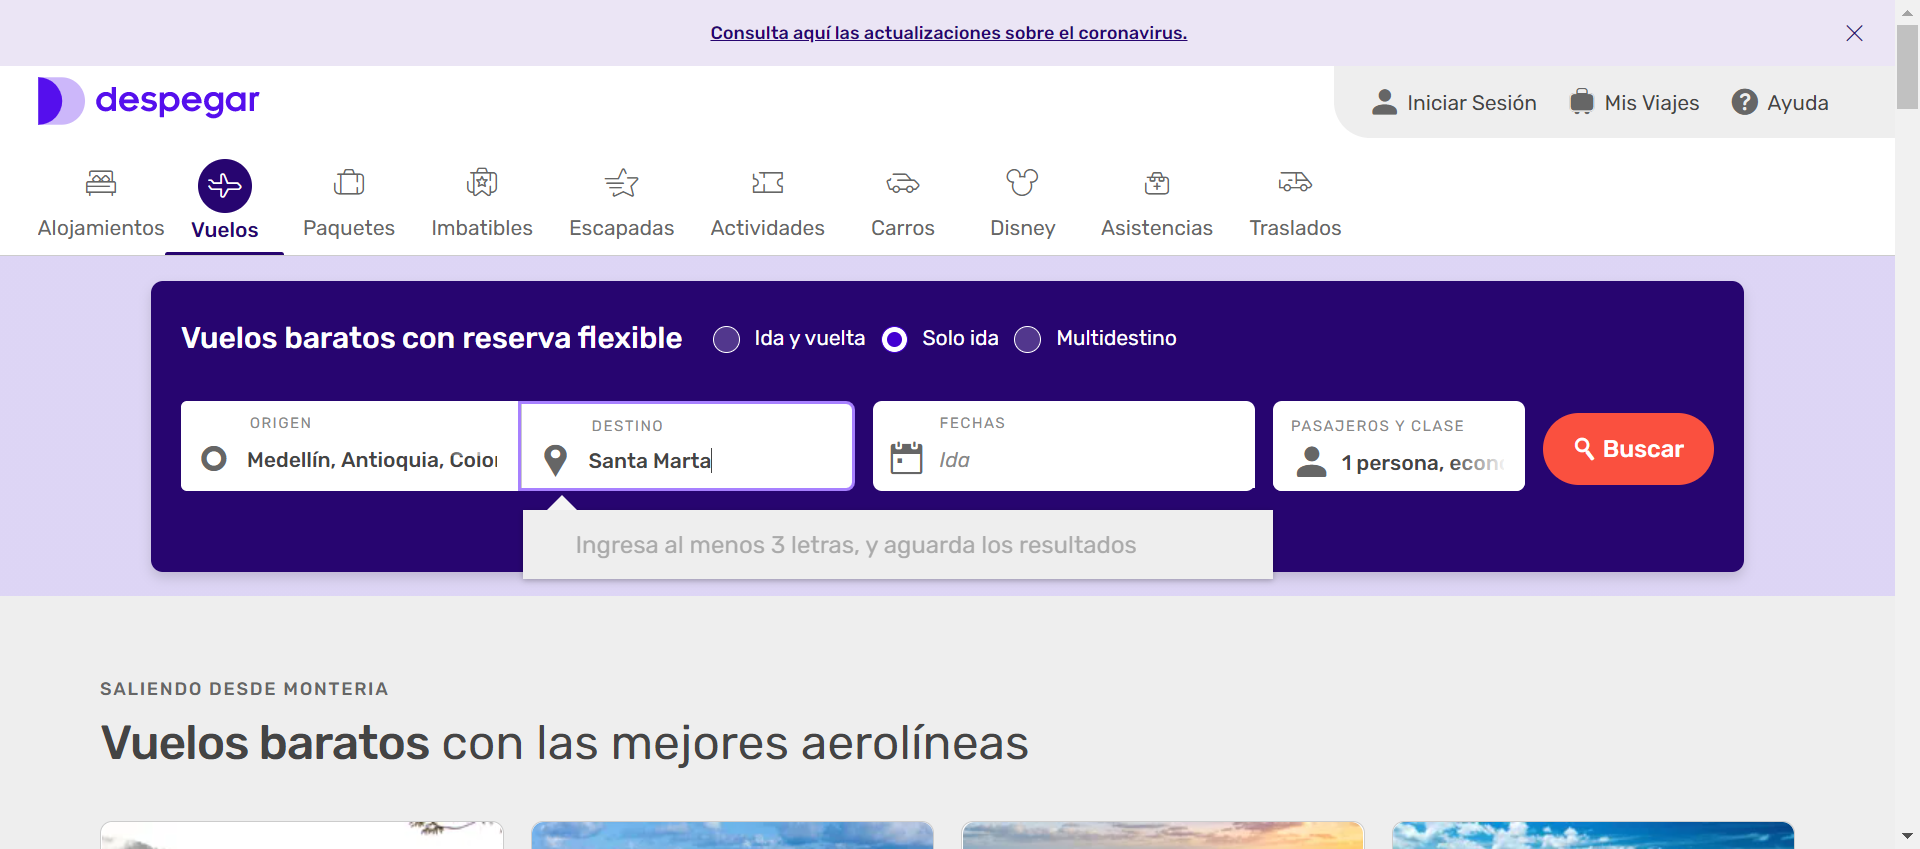 Consulta aquí las actualizaciones sobre el coronavirus.
despegar
Iniciar Sesión
Mis Viajes
Ayuda
Alojamientos
Vuelos
Paquetes
Imbatibles
Escapadas
Actividades
Carros
Disney
Asistencias
Traslados
Vuelos baratos con reserva flexible
Ida y vuelta
Solo ida
Multidestino
ORIGEN
Medellín, Antioquia, Colo
DESTINO
Santa Marta
FECHAS
Ida
PASAJEROS Y CLASE
1 persona, econ
Buscar
Ingresa al menos 3 letras, y aguarda los resultados
SALIENDO DESDE MONTERIA
Vuelos baratos con las mejores aerolíneas